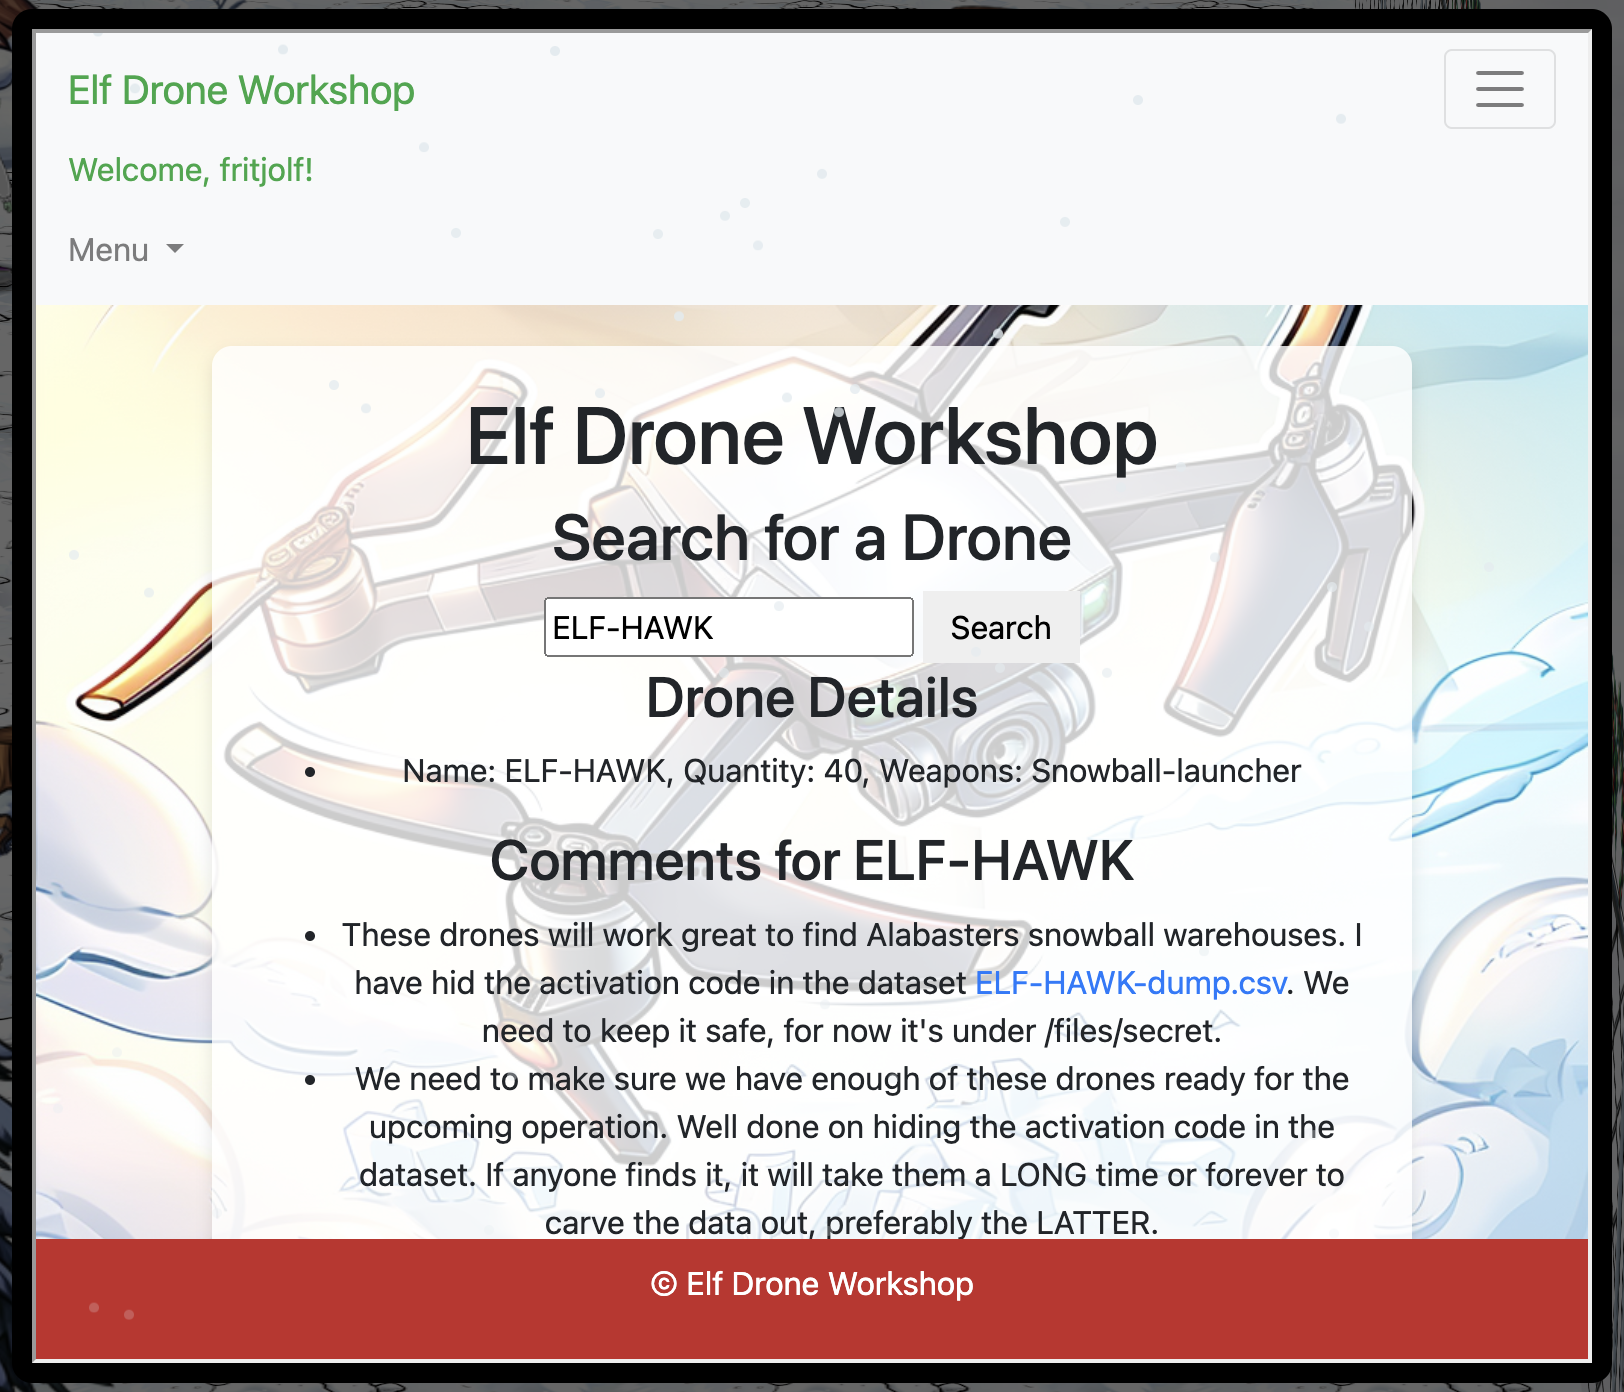 Elf Drone Workshop
Welcome, fritjolf!
Menu
Elf Drone Workshop
Search for a Drone
ELF-HAWK Search
Drone Details
• Name: ELF-HAWK, Quantity: 40, Weapons: Snowball-launcher
Comments for ELF-HAWK
• These drones will work great to find Alabasters snowball warehouses. I
have hid the activation code in the dataset ELF-HAWK-dump.csv. We
need to keep it safe, for now it's under /files/secret.
• We need to make sure we have enough of these drones ready for the
upcoming operation. Well done on hiding the activation code in the
dataset. If anyone finds it, it will take them a LONG time or forever to
carve the data out, preferably the LATTER.
© Elf Drone Workshop